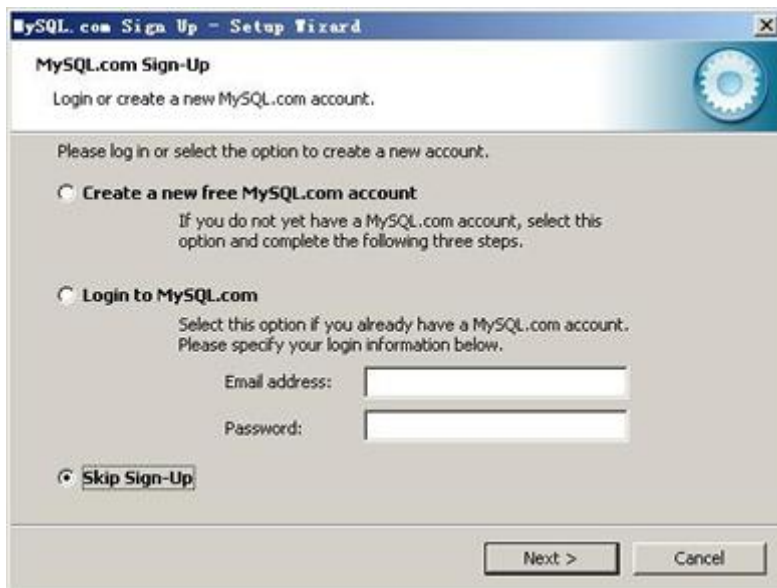 MySQL.com Sign Up - Setup Wizard
MySQL.com Sign-Up
Login or create a new MySQL.com account.
Please log in or select the option to create a new account.
Create a new free MySQL.com account
If you do not yet have a MySQL.com account, select this
option and complete the following three steps.
Login to MySQL.com
Select this option if you already have a MySQL.com account.
Please specify your login information below.
Email address:
Password:
Skip Sign-Up
Next >
Cancel